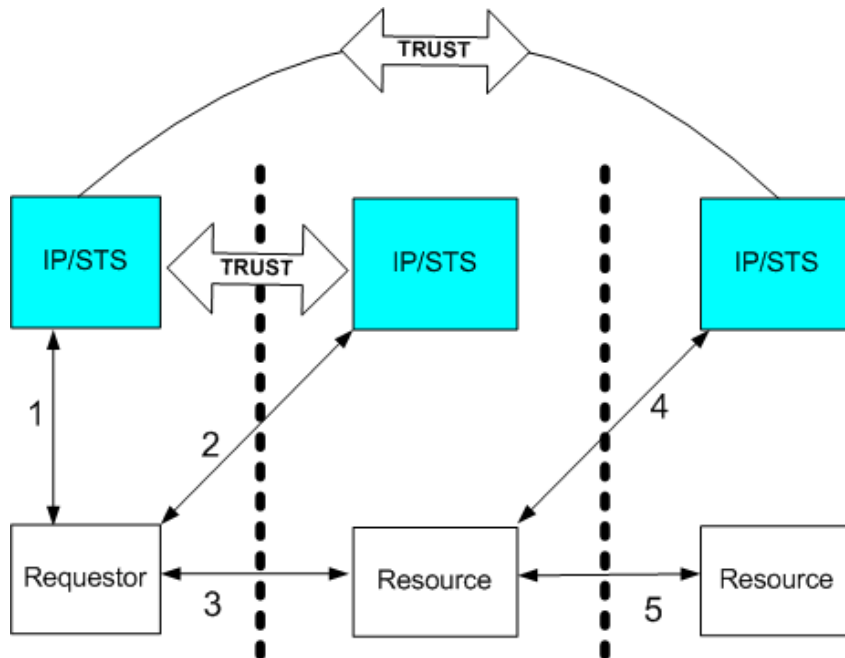 TRUST
IP/STS
TRUST
IP/STS
IP/STS
1
2
4
Requestor
3
Resource
5
Resource